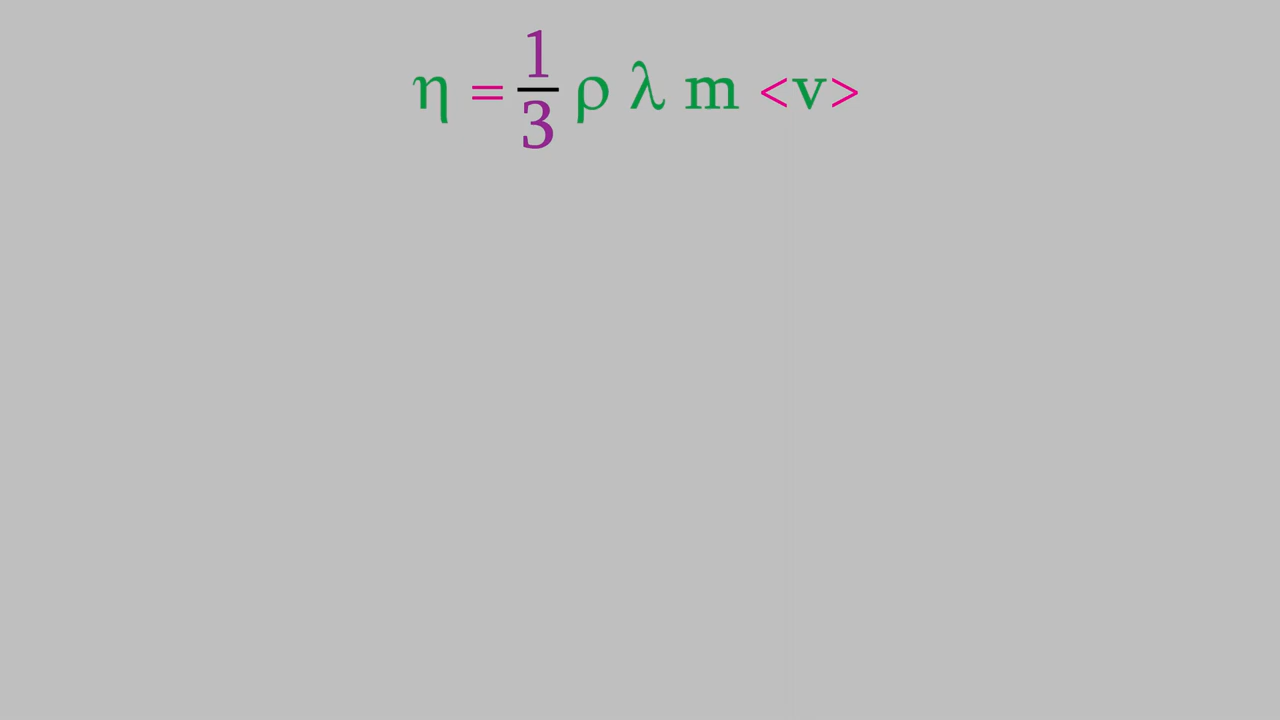 η = 1/3 ρ λ m <v>